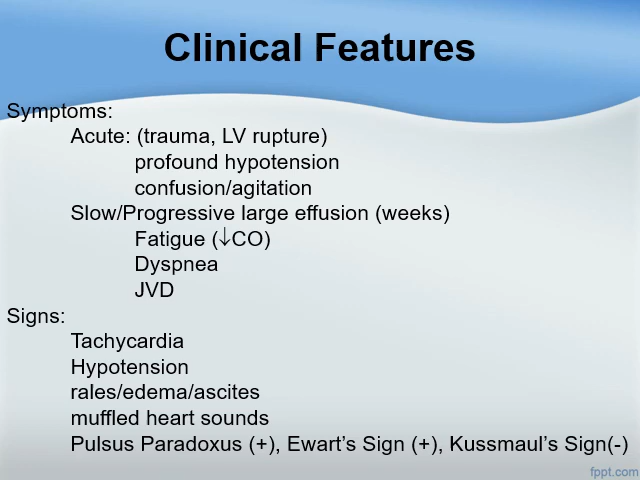 Clinical Features
Symptoms:
Acute: (trauma, LV rupture)
profound hypotension
confusion/agitation
Slow/Progressive large effusion (weeks)
Fatigue (↓CO)
Dyspnea
JVD
Signs:
Tachycardia
Hypotension
rales/edema/ascites
muffled heart sounds
Pulsus Paradoxus (+), Ewart’s Sign (+), Kussmaul’s Sign(-)
fppt.com